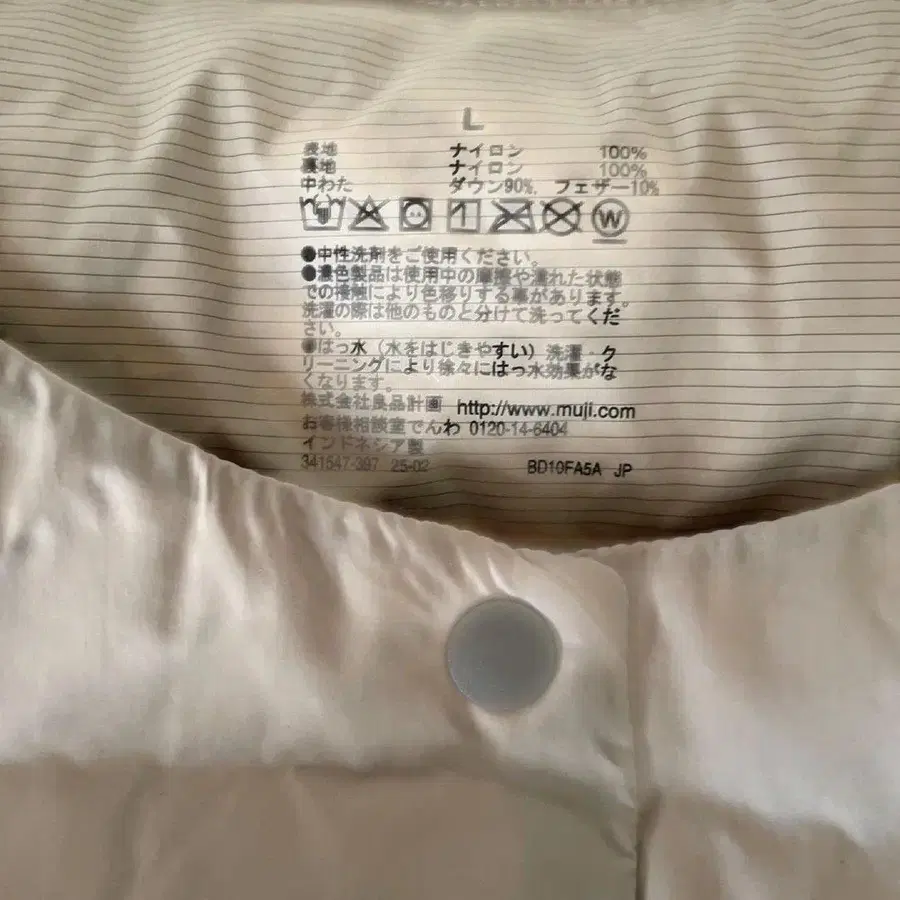 L
表地 ナイロン 100%
裏地 ナイロン 100%
中わた ダウン90%, フェザー10%
W
●中性洗剤をご使用ください。
●濃色製品は使用中の摩擦や濡れた状態
での接触により色移りする事があります。
洗濯の際は他のものと分けて洗ってくだ
さい。
●はっ水（水をはじきやすい）洗濯・ク
リーニングにより徐々にはっ水効果がな
くなります。
株式会社良品計画 http://www.muji.com
お客様相談室でんわ 0120-14-6404
インドネシア製
341547-397 25-02 BD10FA5A JP